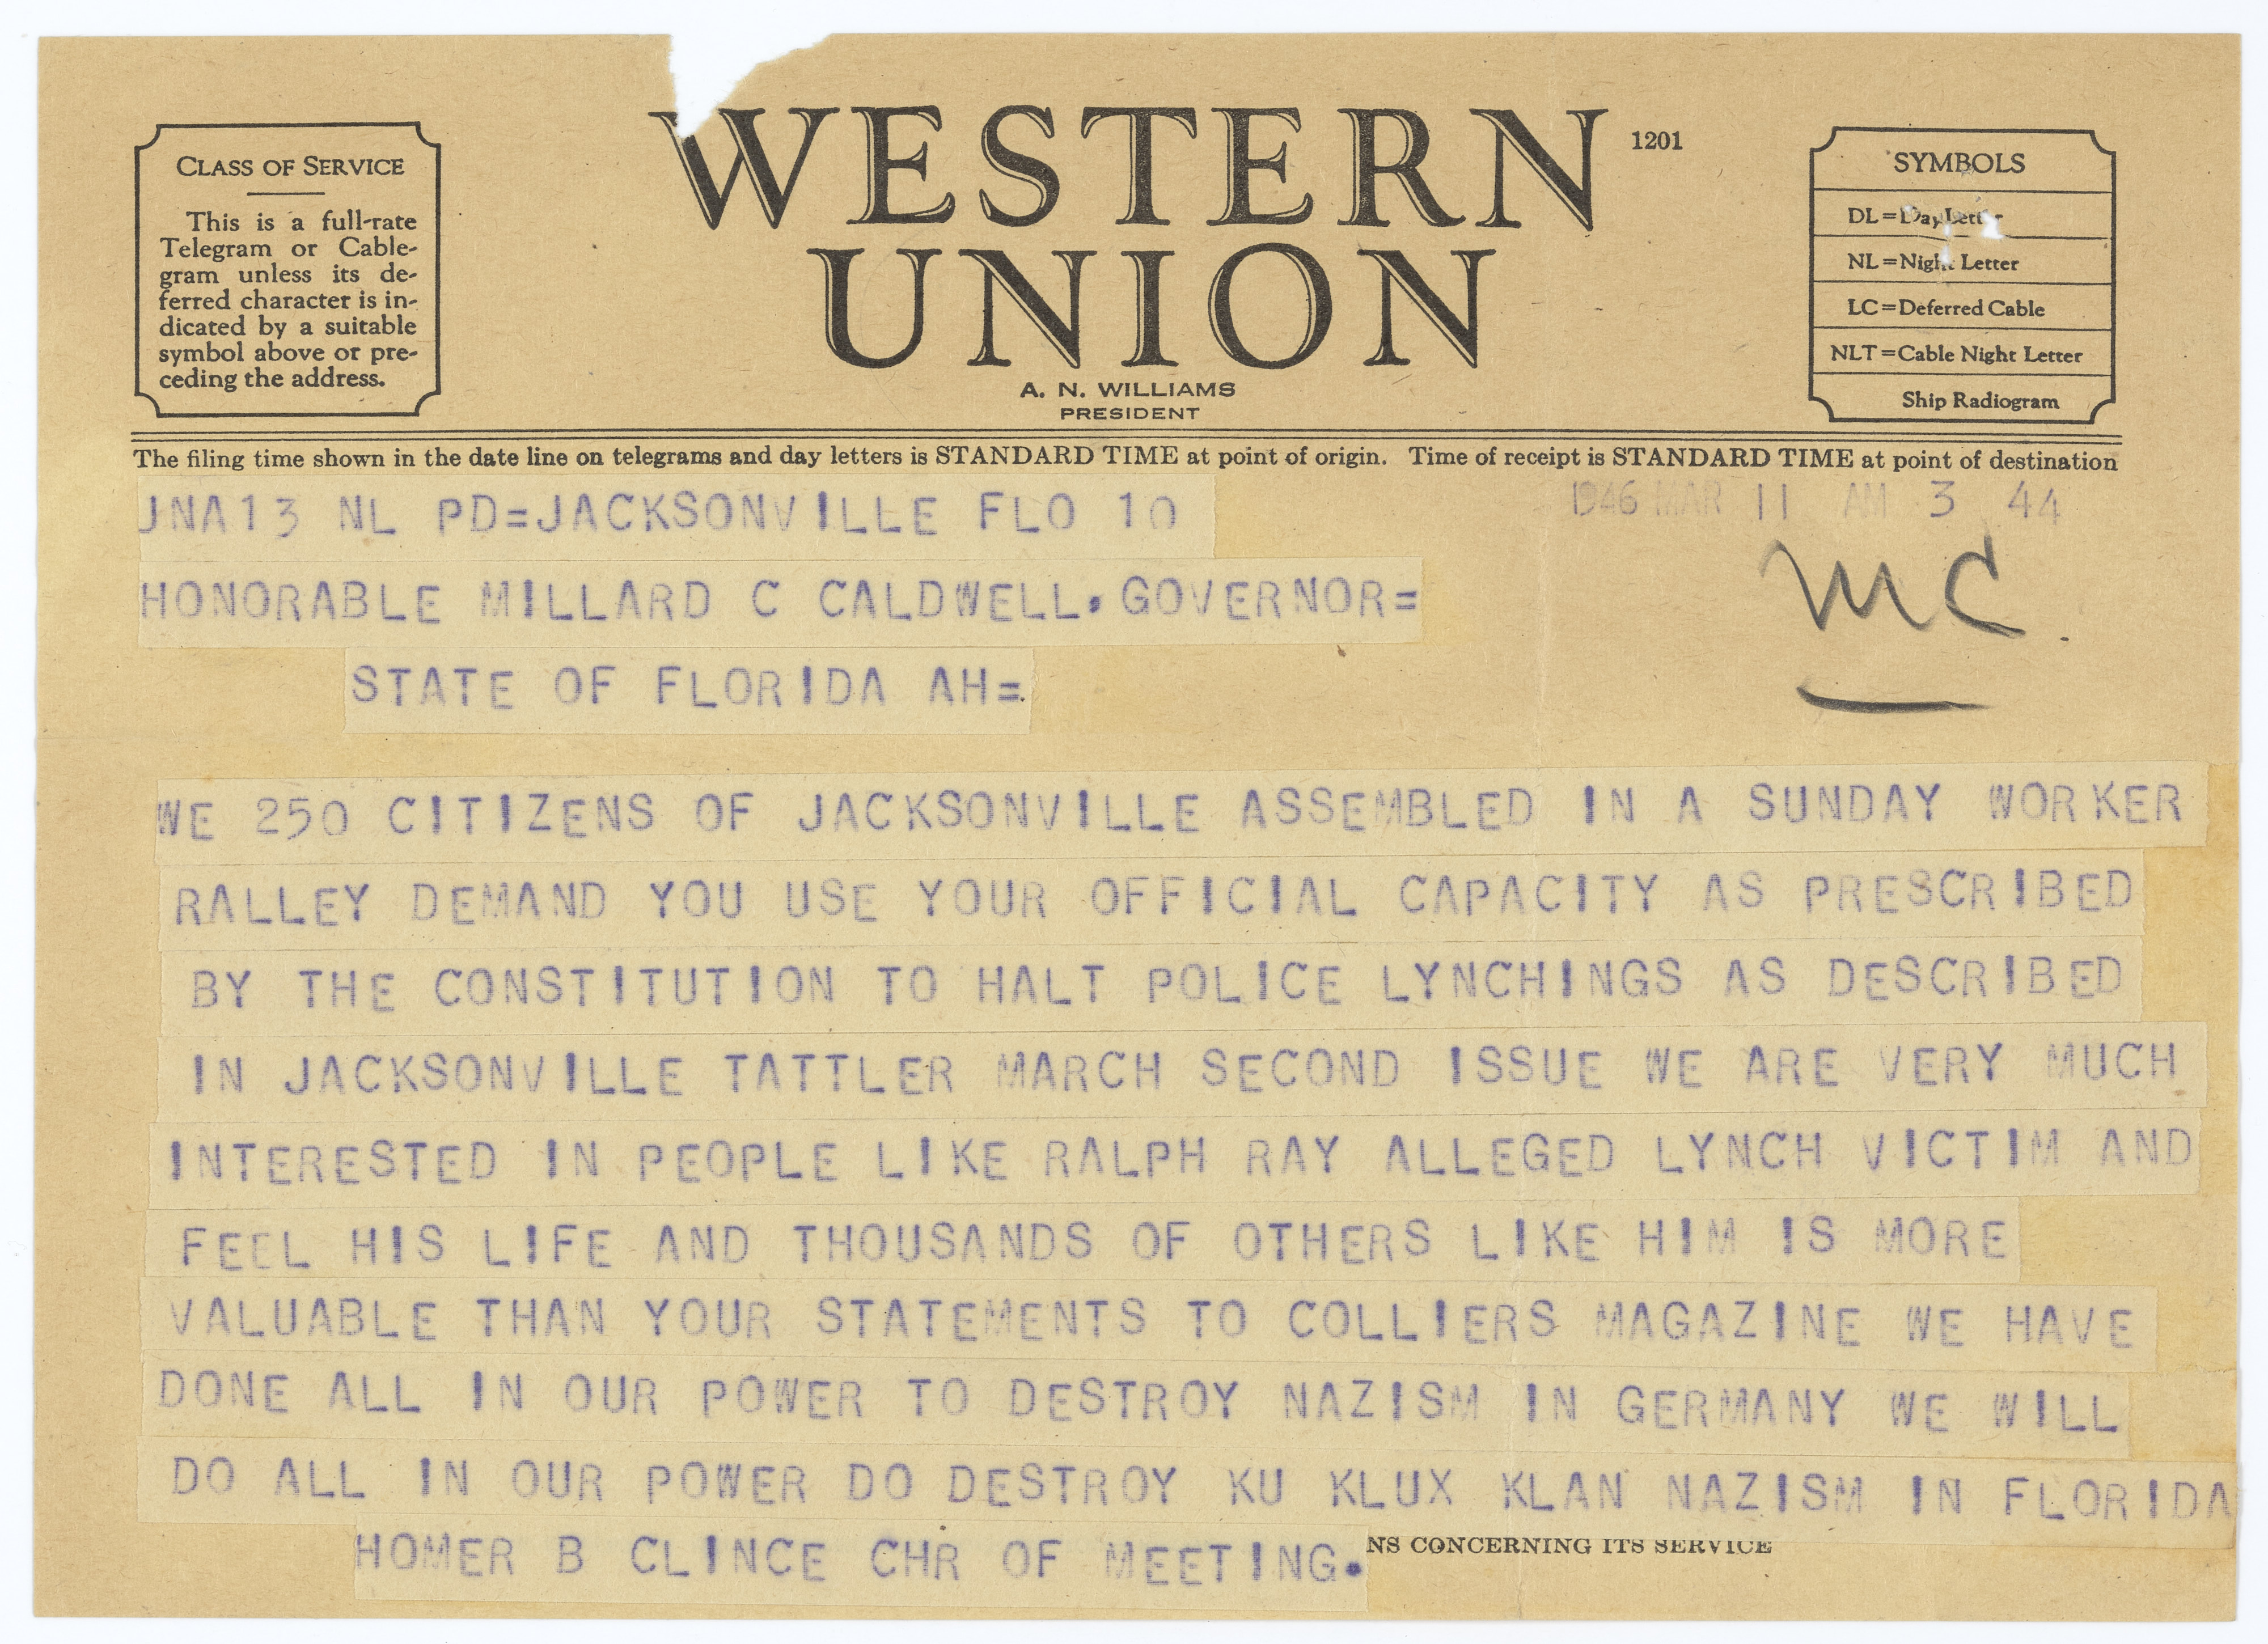 WESTERN
UNION
1201
A. N. WILLIAMS
PRESIDENT
CLASS OF SERVICE
This is a full-rate
Telegram or Cable-
gram unless its de-
ferred character is in-
dicated by a suitable
symbol above or pre-
ceding the address.
SYMBOLS
DL=Day Letter
NL=Night Letter
LC=Deferred Cable
NLT=Cable Night Letter
Ship Radiogram
The filing time shown in the date line on telegrams and day letters is STANDARD TIME at point of origin. Time of receipt is STANDARD TIME at point of destination
JNA13 NL PD=JACKSONVILLE FLO 10
1946 MAR 11 AM 3 44
HONORABLE MILLARD C CALDWELL, GOVERNOR=
MC
STATE OF FLORIDA AH=
WE 250 CITIZENS OF JACKSONVILLE ASSEMBLED IN A SUNDAY WORKER
RALLEY DEMAND YOU USE YOUR OFFICIAL CAPACITY AS PRESCRIBED
BY THE CONSTITUTION TO HALT POLICE LYNCHINGS AS DESCRIBED
IN JACKSONVILLE TATTLER MARCH SECOND ISSUE WE ARE VERY MUCH
INTERESTED IN PEOPLE LIKE RALPH RAY ALLEGED LYNCH VICTIM AND
FEEL HIS LIFE AND THOUSANDS OF OTHERS LIKE HIM IS MORE
VALUABLE THAN YOUR STATEMENTS TO COLLIERS MAGAZINE WE HAVE
DONE ALL IN OUR POWER TO DESTROY NAZISM IN GERMANY WE WILL
DO ALL IN OUR POWER DO DESTROY KU KLUX KLAN NAZISM IN FLORIDA
HOMER B CLINCE CHR OF MEETING.
NS CONCERNING ITS SERVICE